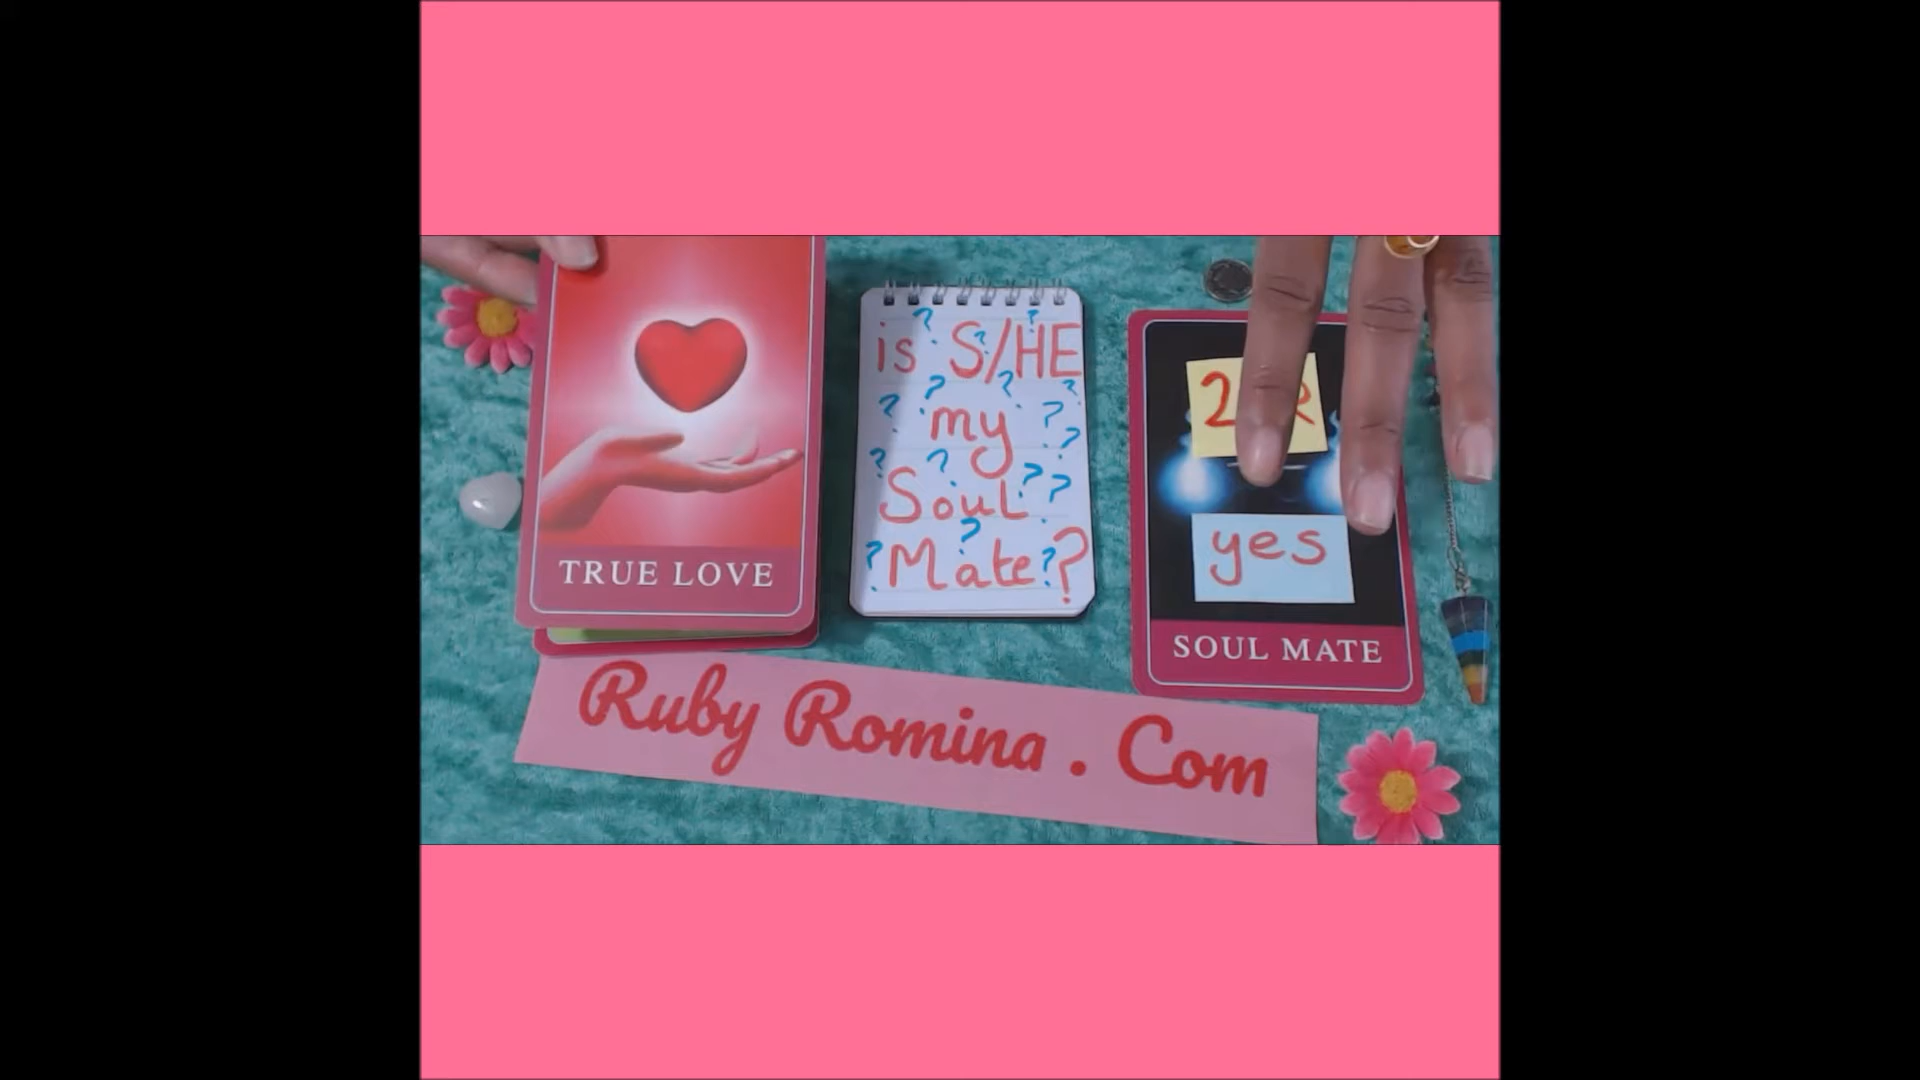 is S/HE
my
Soul
Mate?
TRUE LOVE
yes
SOUL MATE
Ruby Romina . Com